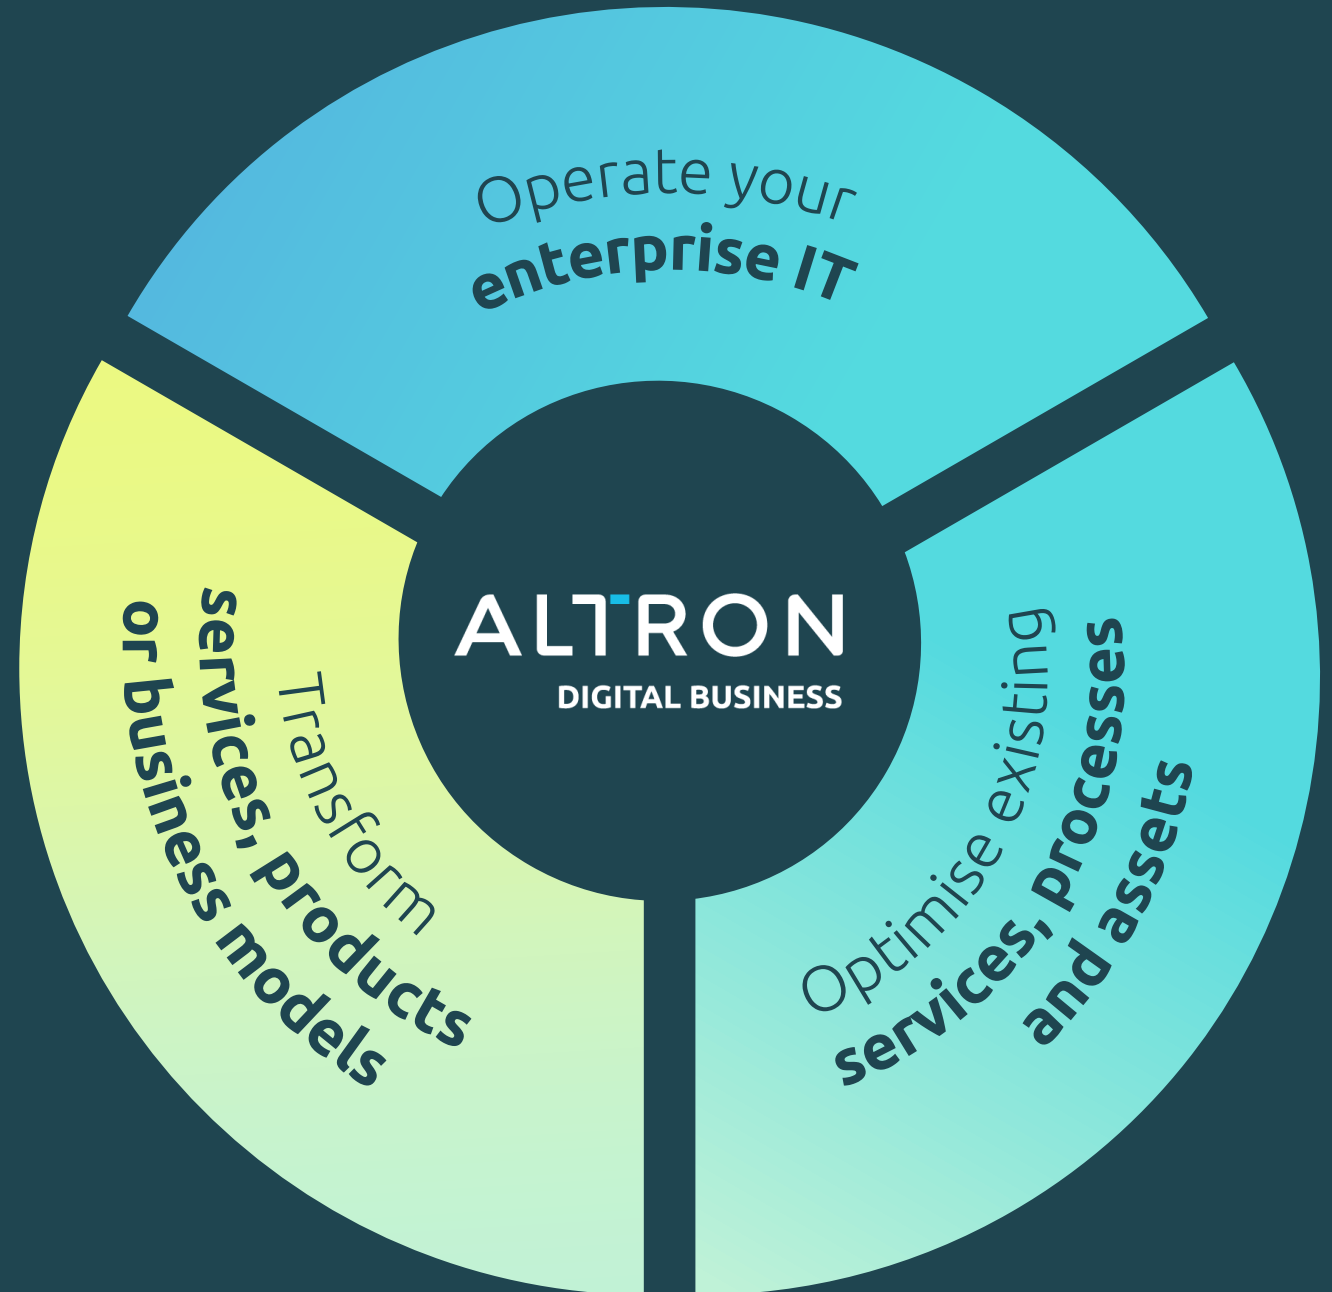 Operate your
enterprise IT
ALTRON
DIGITAL BUSINESS
Optimise existing
services, processes
and assets
Transform
services, products
or business models